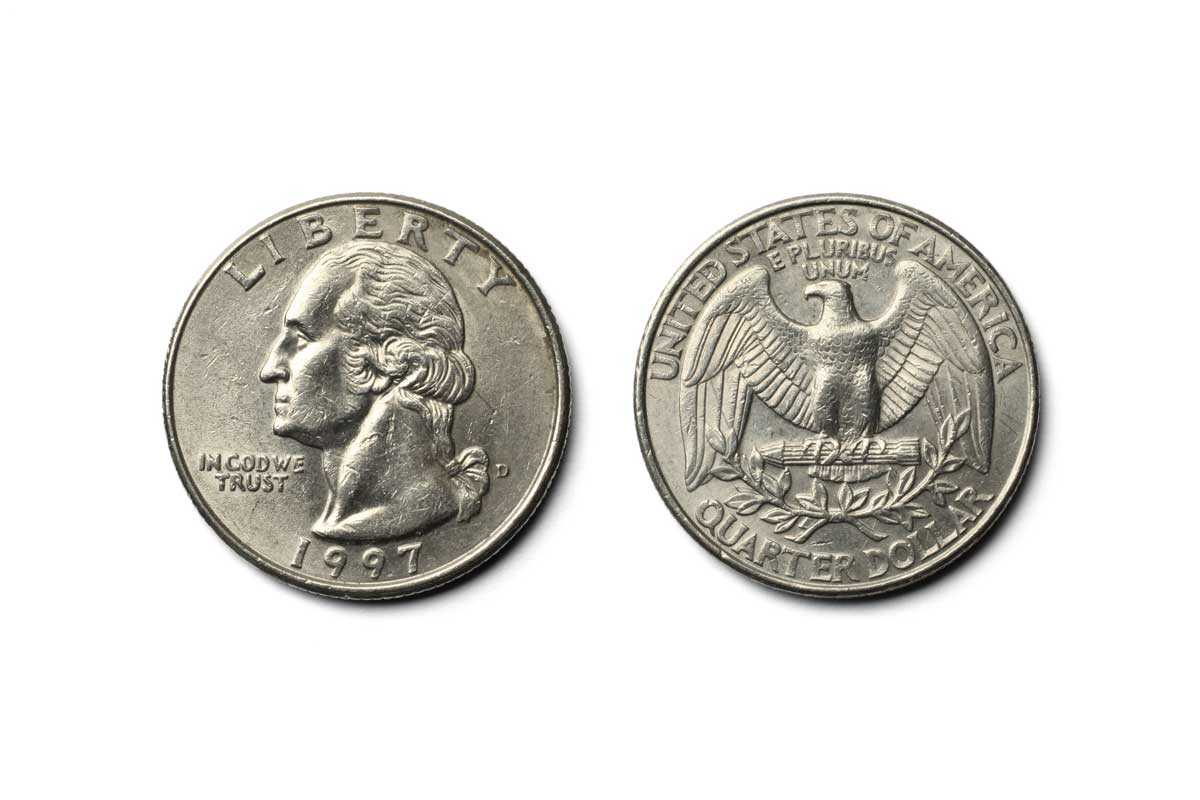 LIBERTY
IN GOD WE
TRUST
D
1997
UNITED STATES OF AMERICA
E PLURIBUS
UNUM
QUARTER DOLLAR